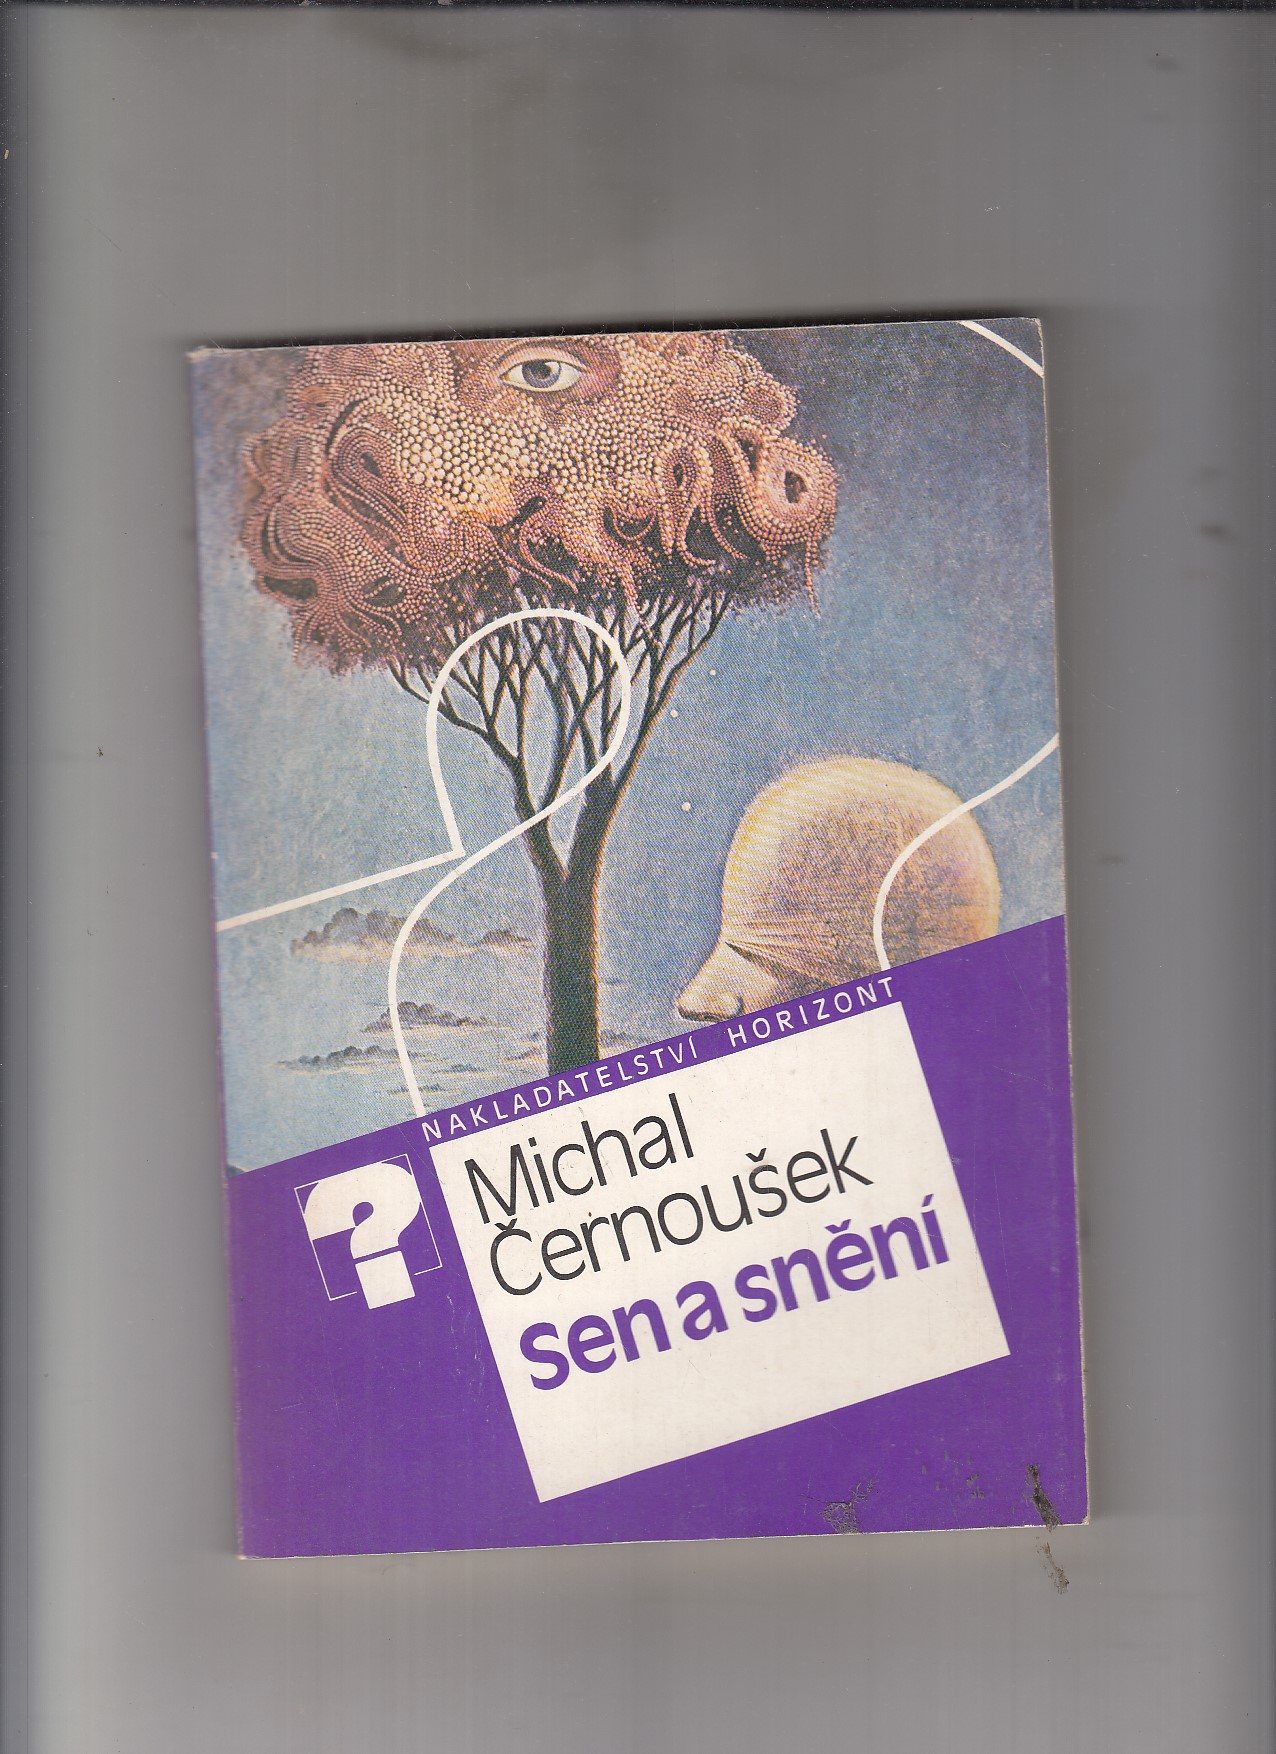 NAKLADATELSTVÍ HORIZONT
?
Michal
Černoušek
sen a snění